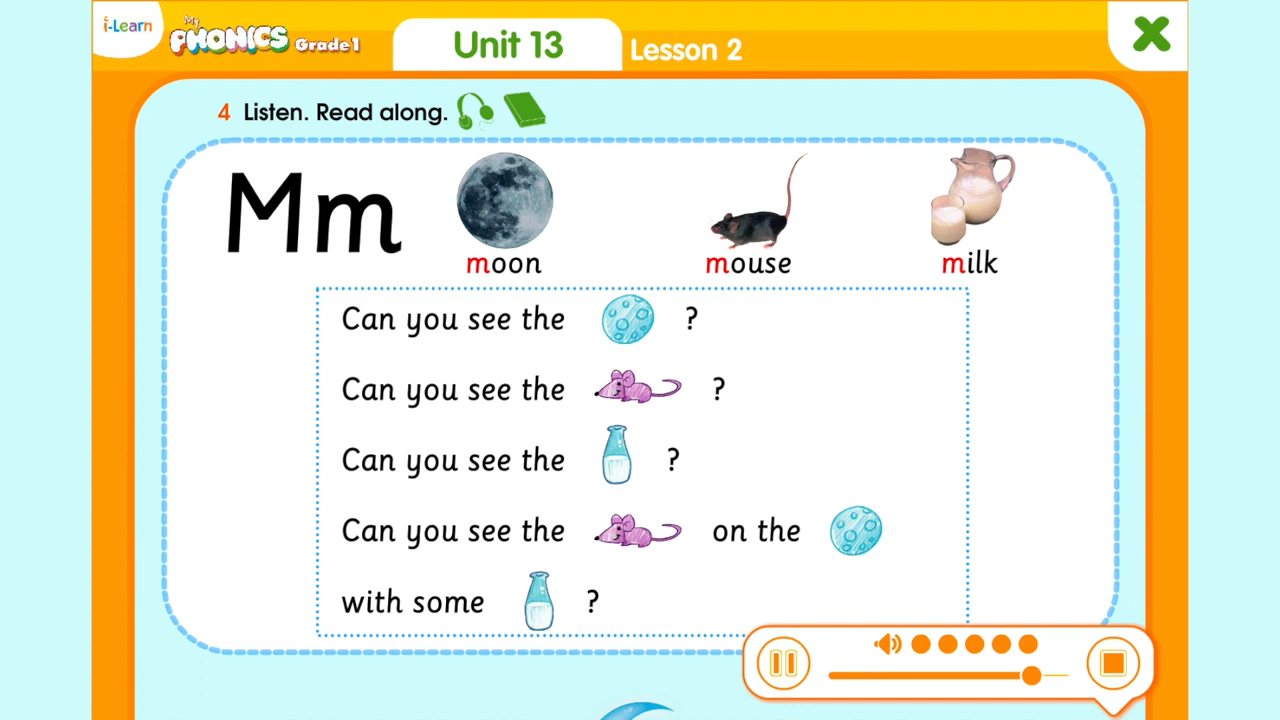 i-Learn
My
PHONICS Grade 1
Unit 13
Lesson 2
4 Listen. Read along.
Mm
moon
mouse
milk
Can you see the ?
Can you see the ?
Can you see the ?
Can you see the on the
with some ?